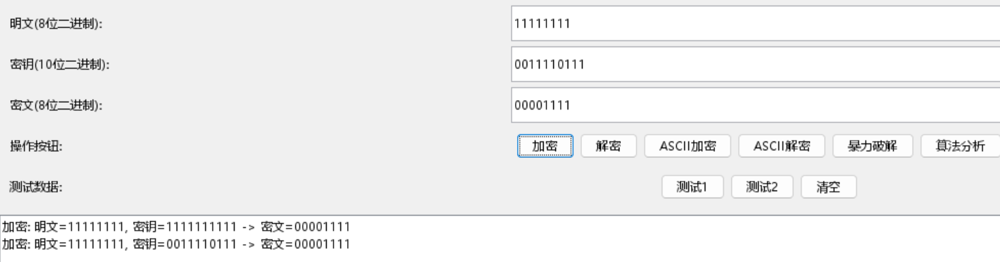 明文(8位二进制): 11111111
密钥(10位二进制): 0011110111
密文(8位二进制): 00001111
操作按钮: 加密 解密 ASCII加密 ASCII解密 暴力破解 算法分析
测试数据: 测试1 测试2 清空
加密: 明文=11111111, 密钥=1111111111 -> 密文=00001111
加密: 明文=11111111, 密钥=0011110111 -> 密文=00001111